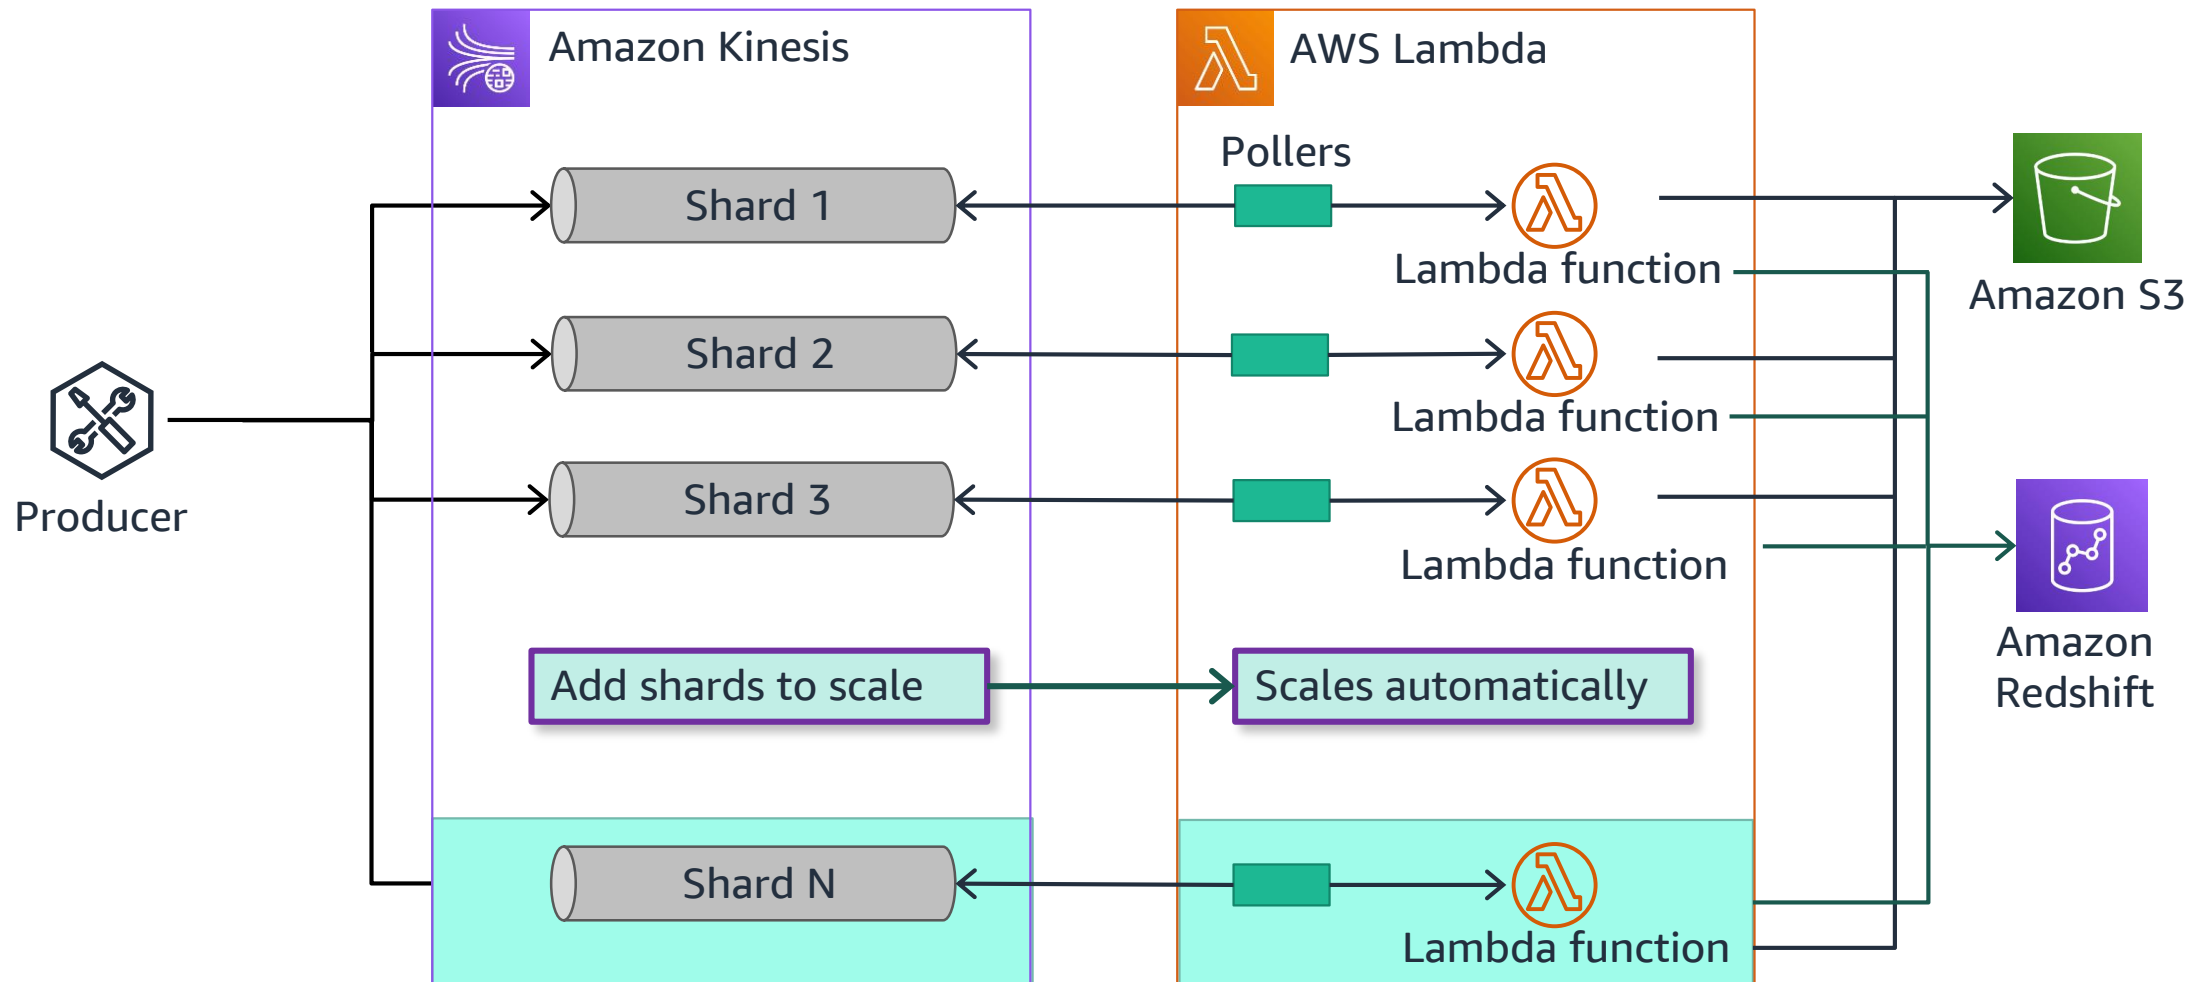 Amazon Kinesis
AWS Lambda
Pollers
Shard 1
Lambda function
Amazon S3
Shard 2
Lambda function
Producer
Shard 3
Lambda function
Amazon
Redshift
Add shards to scale
Scales automatically
Shard N
Lambda function